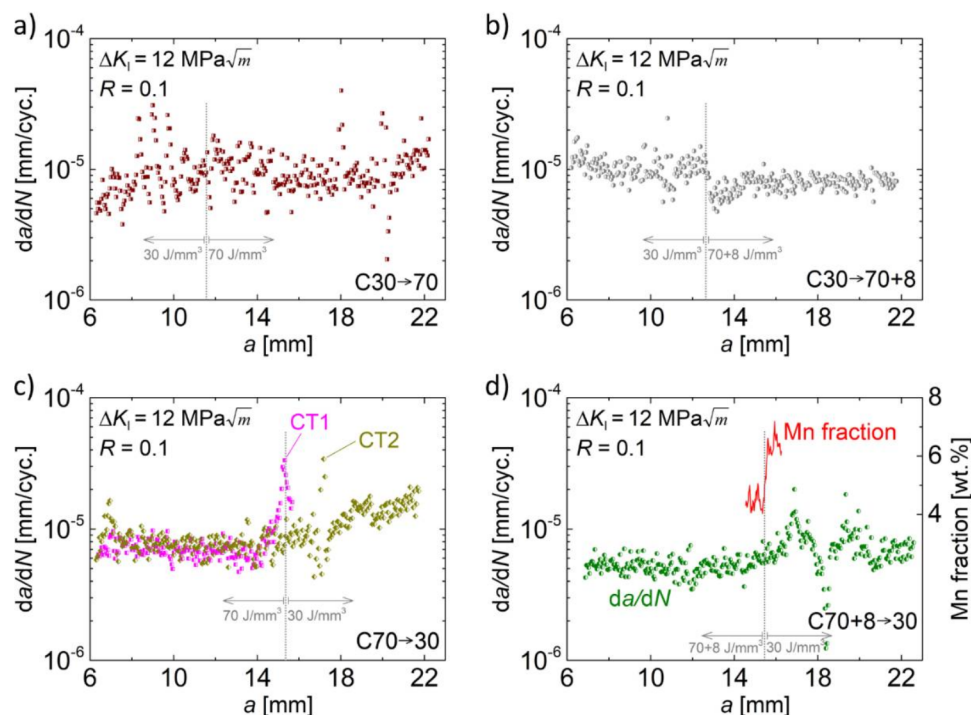 a)
10⁻⁴
ΔK_I = 12 MPa√m
R = 0.1
da/dN [mm/cyc.]
10⁻⁵
30 J/mm³ 70 J/mm³
C30→70
10⁻⁶
6 10 14 18 22
a [mm]
b)
10⁻⁴
ΔK_I = 12 MPa√m
R = 0.1
da/dN [mm/cyc.]
10⁻⁵
30 J/mm³ 70+8 J/mm³
C30→70+8
10⁻⁶
6 10 14 18 22
a [mm]
c)
10⁻⁴
ΔK_I = 12 MPa√m
R = 0.1
CT1
CT2
da/dN [mm/cyc.]
10⁻⁵
70 J/mm³ 30 J/mm³
C70→30
10⁻⁶
6 10 14 18 22
a [mm]
d)
10⁻⁴
ΔK_I = 12 MPa√m
R = 0.1
Mn fraction
da/dN [mm/cyc.]
10⁻⁵
da/dN
70+8 J/mm³ 30 J/mm³
C70+8→30
10⁻⁶
6 10 14 18 22
a [mm]
8
6
4
Mn fraction [wt.%]